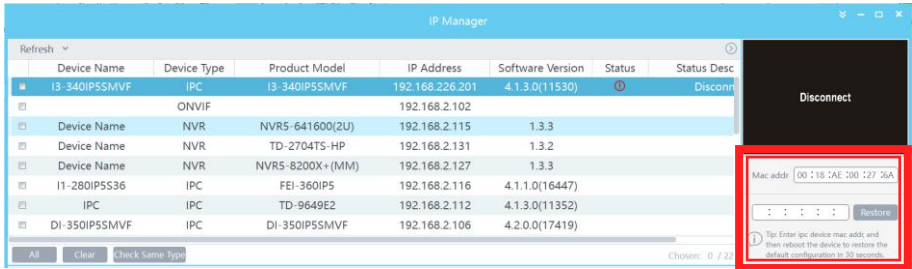 IP Manager
Refresh
Device Name Device Type Product Model IP Address Software Version Status Status Desc
I3-340IP5SMVF IPC I3-340IP5SMVF 192.168.226.201 4.1.3.0(11530) Disconn
ONVIF 192.168.2.102
Device Name NVR NVR5-641600(2U) 192.168.2.115 1.3.3
Device Name NVR TD-2704TS-HP 192.168.2.131 1.3.2
Device Name NVR NVR5-8200X+(MM) 192.168.2.127 1.3.3
I1-280IP5S36 IPC FEI-360IP5 192.168.2.116 4.1.1.0(16447)
IPC TD-9649E2 192.168.2.112 4.1.3.0(11352)
DI-350IP5SMVF IPC DI-350IP5SMVF 192.168.2.106 4.2.0.0(17419)
All Clear Check Same Type Chosen: 0 / 22
Disconnect
Mac addr 00 :18 :AE :00 :27 :6A
: : : : : Restore
Tip: Enter ipc device mac addr, and
then reboot the device to restore the
default configuration in 30 seconds.